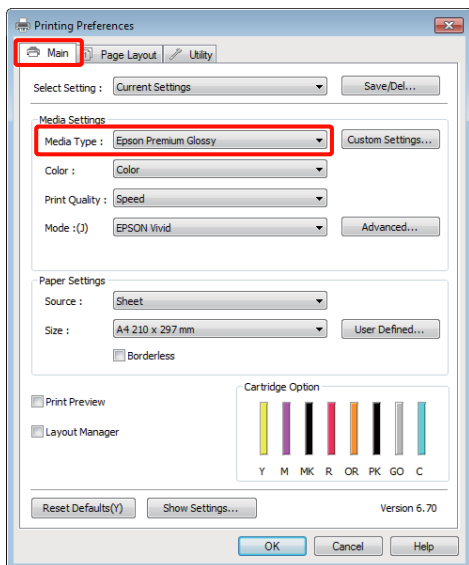 Printing Preferences
Main Page Layout Utility
Select Setting : Current Settings Save/Del...
Media Settings
Media Type : Epson Premium Glossy Custom Settings...
Color : Color
Print Quality : Speed
Mode :(J) EPSON Vivid Advanced...
Paper Settings
Source : Sheet
Size : A4 210 x 297 mm User Defined...
Borderless
Cartridge Option
Print Preview
Layout Manager
Y M MK R OR PK GO C
Reset Defaults(Y) Show Settings... Version 6.70
OK Cancel Help